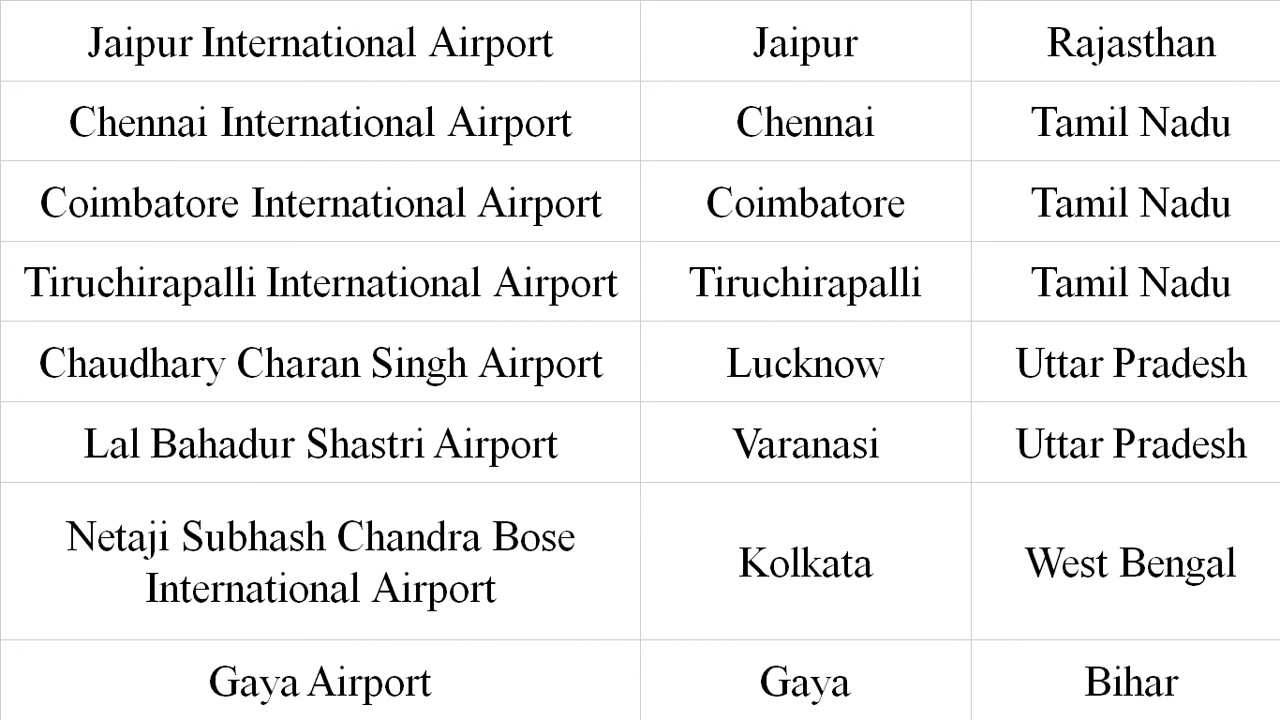 Jaipur International Airport Jaipur Rajasthan
Chennai International Airport Chennai Tamil Nadu
Coimbatore International Airport Coimbatore Tamil Nadu
Tiruchirapalli International Airport Tiruchirapalli Tamil Nadu
Chaudhary Charan Singh Airport Lucknow Uttar Pradesh
Lal Bahadur Shastri Airport Varanasi Uttar Pradesh
Netaji Subhash Chandra Bose
International Airport Kolkata West Bengal
Gaya Airport Gaya Bihar